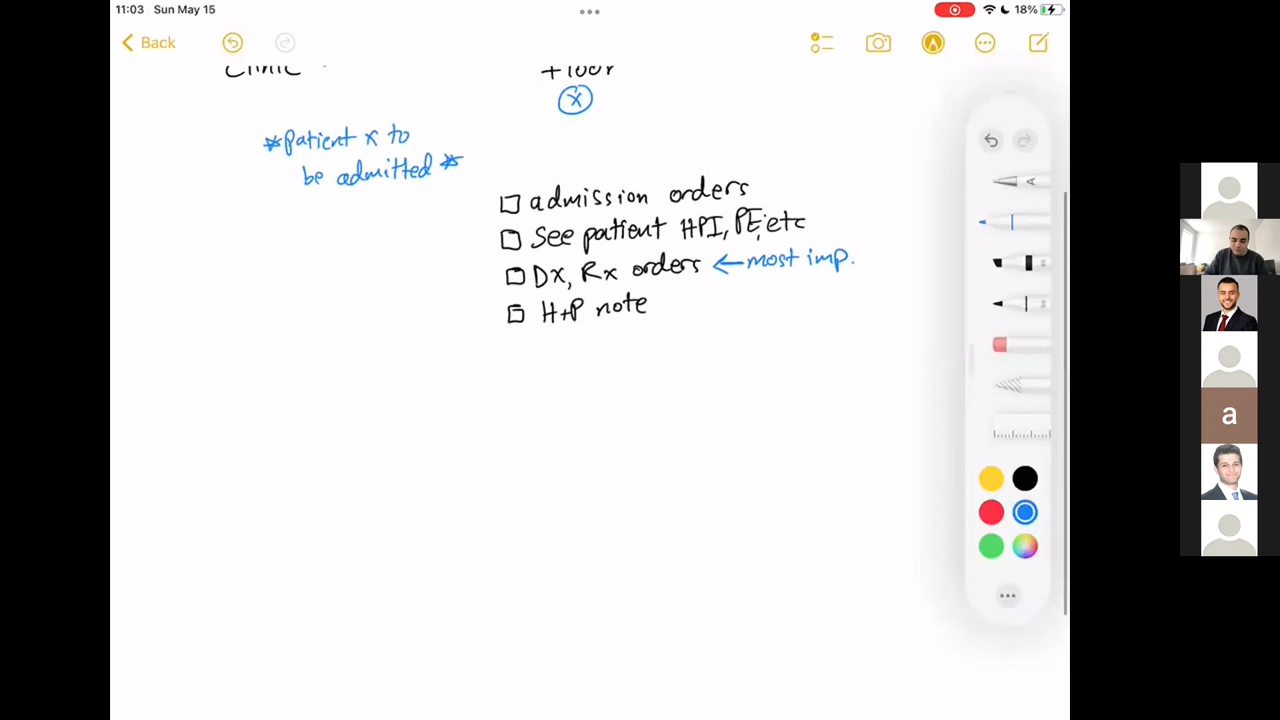 11:03 Sun May 15
18%
Back
Clinic
Floor
x
*patient x to
be admitted*
admission orders
See patient HPI, PE, etc
Dx, Rx orders ← most imp.
H+P note
A
a